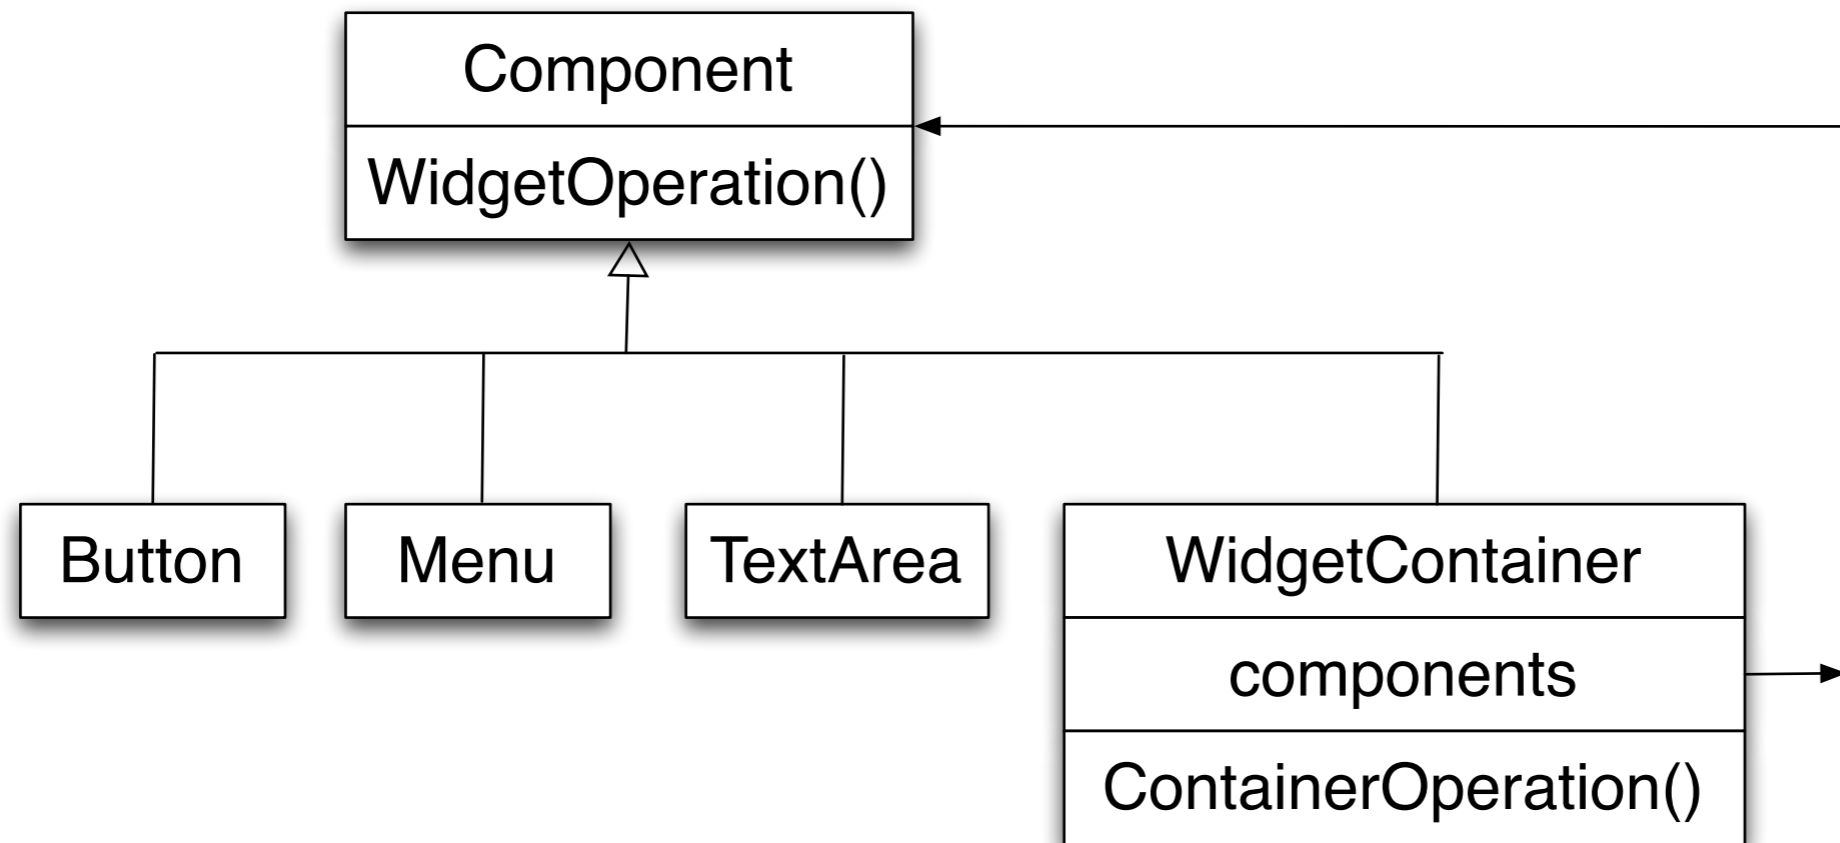 Component
WidgetOperation()
Button
Menu
TextArea
WidgetContainer
components
ContainerOperation()